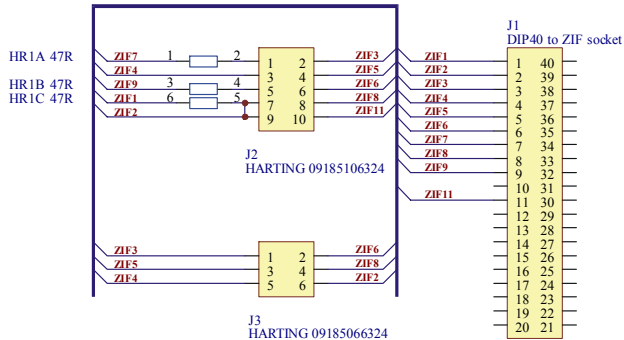 J1
DIP40 to ZIF socket
HR1A 47R ZIF7 1 2 1 2 ZIF3 ZIF1 1 40
ZIF4 3 4 ZIF5 ZIF2 2 39
HR1B 47R ZIF9 3 4 5 6 ZIF6 ZIF3 3 38
HR1C 47R ZIF1 6 5 7 8 ZIF8 ZIF4 4 37
ZIF2 9 10 ZIF11 ZIF5 5 36
ZIF6 6 35
ZIF7 7 34
ZIF8 8 33
ZIF9 9 32
10 31
ZIF11 11 30
12 29
13 28
14 27
15 26
16 25
17 24
18 23
19 22
20 21
J2
HARTING 09185106324
ZIF3 1 2 ZIF6
ZIF5 3 4 ZIF8
ZIF4 5 6 ZIF2
J3
HARTING 09185066324